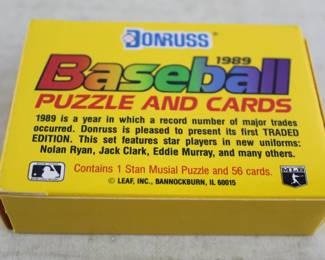 DONRUSS
1989
Baseball
PUZZLE AND CARDS
1989 is a year in which a record number of major trades
occurred. Donruss is pleased to present its first TRADED
EDITION. This set features star players in new uniforms:
Nolan Ryan, Jack Clark, Eddie Murray, and many others.
Contains 1 Stan Musial Puzzle and 56 cards.
© LEAF, INC., BANNOCKBURN, IL 60015